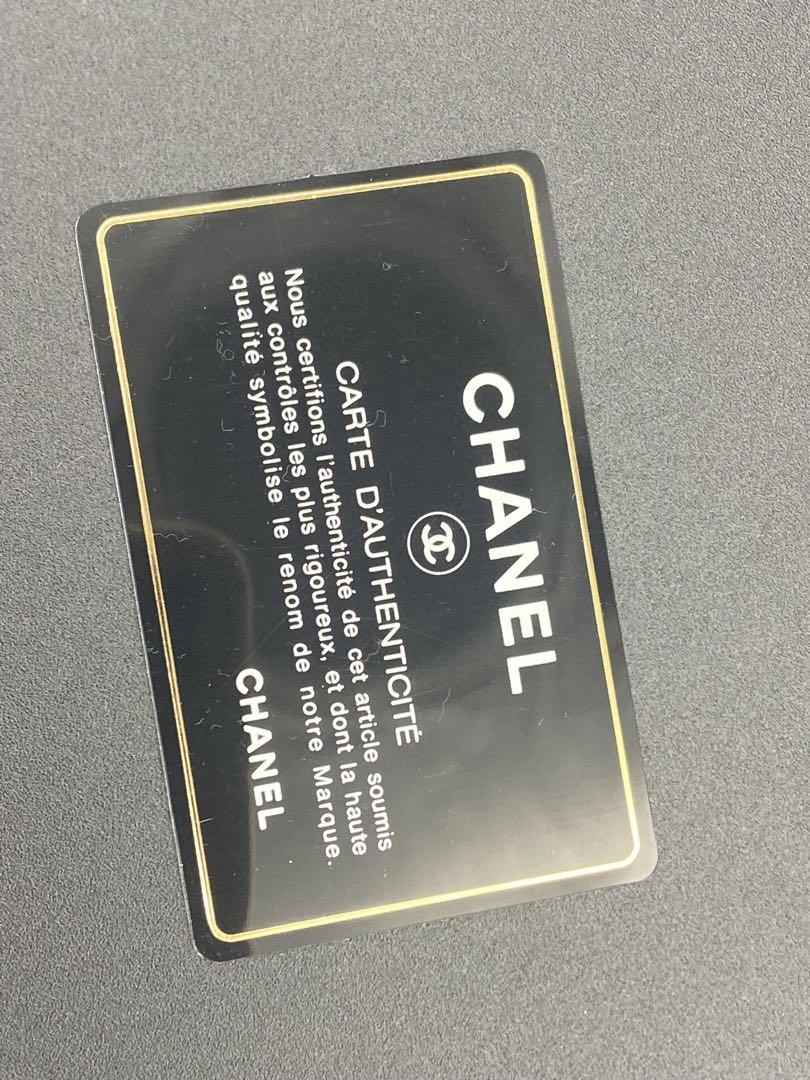 CHANEL
CARTE D'AUTHENTICITÉ
Nous certifions l'authenticité de cet article soumis
aux contrôles les plus rigoureux, et dont la haute
qualité symbolise le renom de notre Marque.
CHANEL